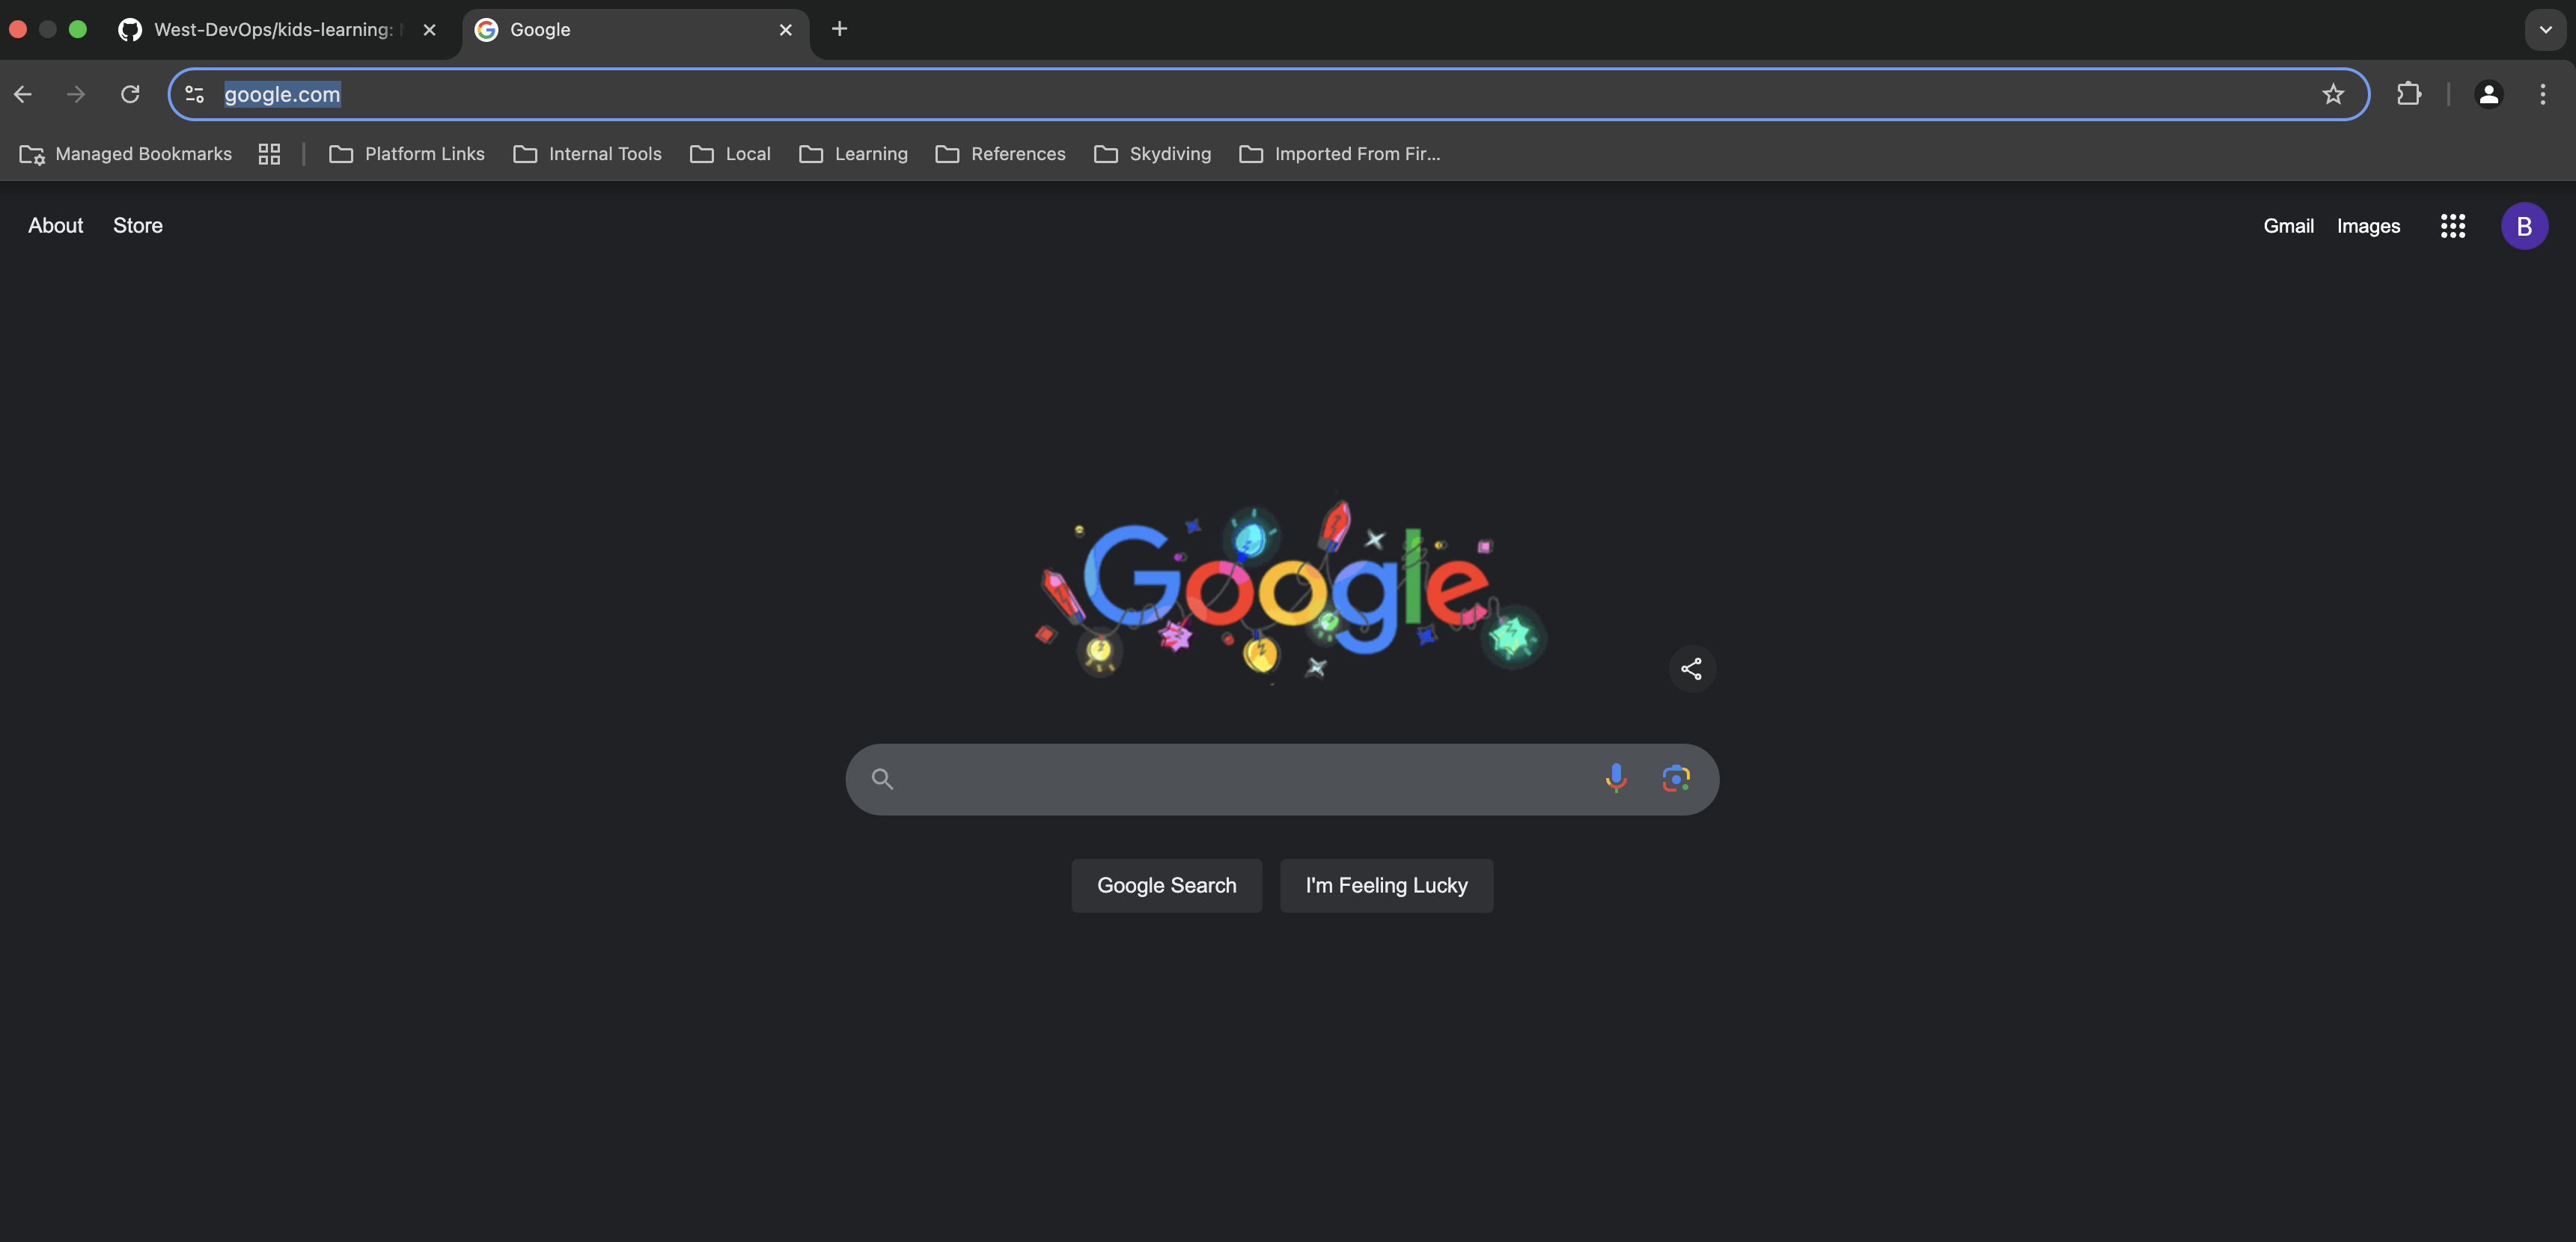 West-DevOps/kids-learning:
Google
google.com
Managed Bookmarks
Platform Links
Internal Tools
Local
Learning
References
Skydiving
Imported From Fir...
About Store
Gmail Images
B
Google
Google Search
I'm Feeling Lucky